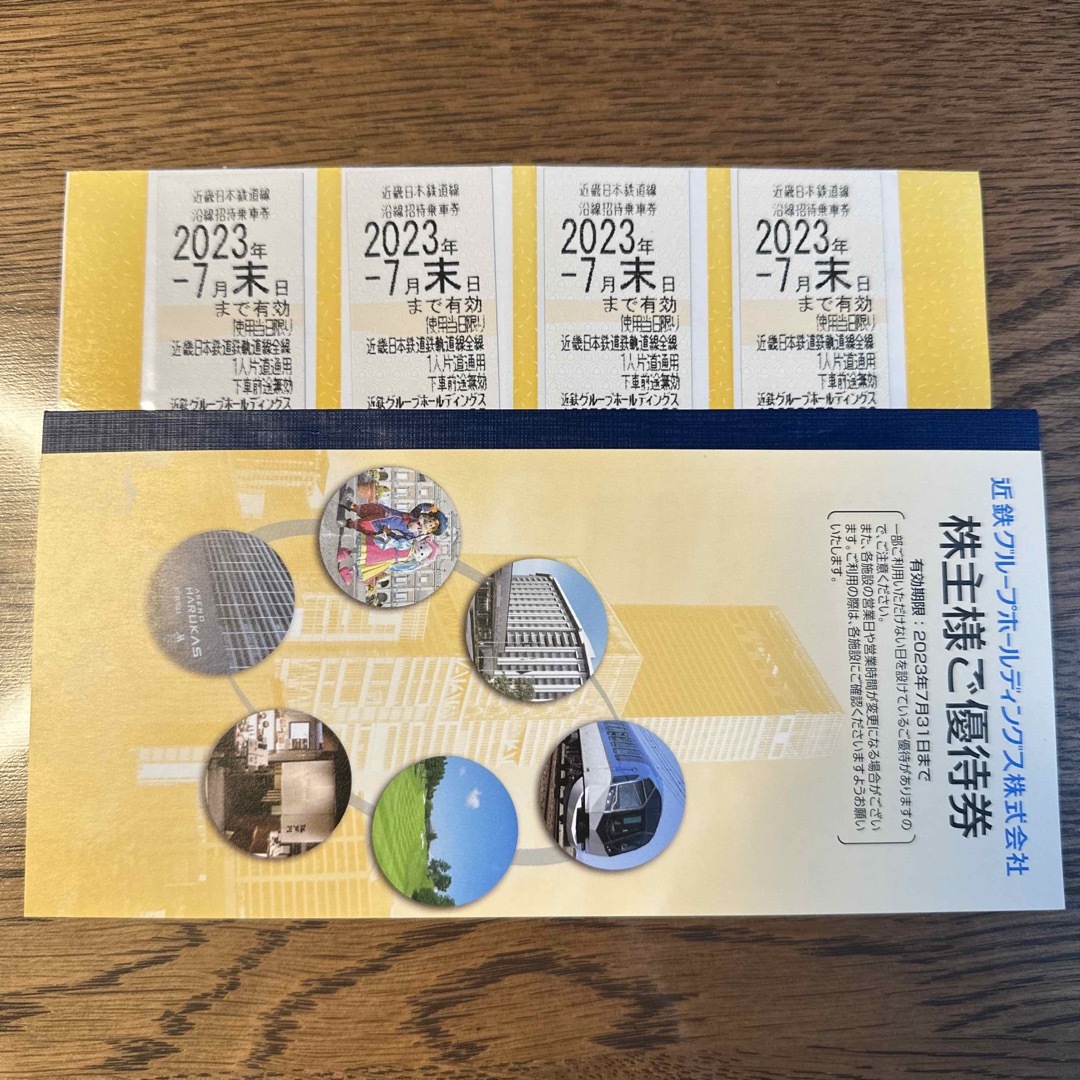 近畿日本鉄道線
沿線招待乗車券
2023年
-7月末日
まで有効
使用当日限り
近畿日本鉄道鉄軌道線全線
1人片道通用
下車前途無効
近鉄グループホールディングス
近畿日本鉄道線
沿線招待乗車券
2023年
-7月末日
まで有効
使用当日限り
近畿日本鉄道鉄軌道線全線
1人片道通用
下車前途無効
近鉄グループホールディングス
近畿日本鉄道線
沿線招待乗車券
2023年
-7月末日
まで有効
使用当日限り
近畿日本鉄道鉄軌道線全線
1人片道通用
下車前途無効
近鉄グループホールディングス
近畿日本鉄道線
沿線招待乗車券
2023年
-7月末日
まで有効
使用当日限り
近畿日本鉄道鉄軌道線全線
1人片道通用
下車前途無効
近鉄グループホールディングス
近鉄グループホールディングス株式会社
株主様ご優待券
有効期限：2023年7月31日まで
一部ご利用いただけない日を設けているご優待がありますの
で、ご注意ください。
また、各施設の営業日や営業時間が変更になる場合がござい
ます。ご利用の際は、各施設にご確認くださいますようお願い
いたします。
ABENO
HARUKAS